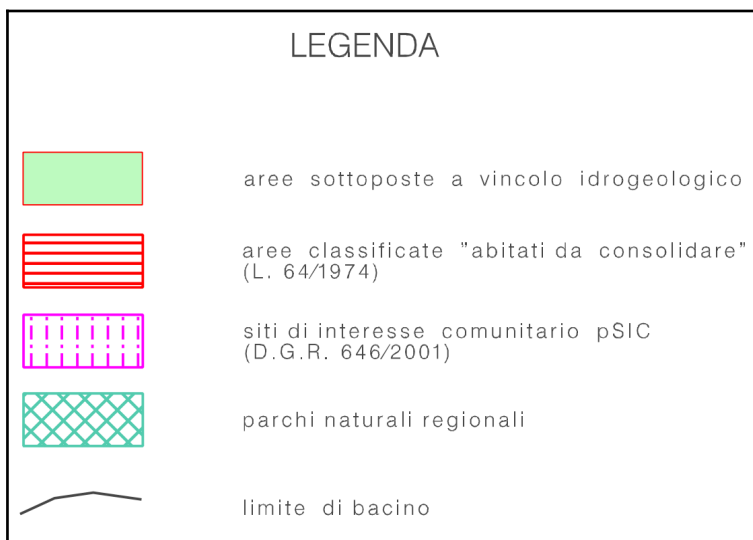 LEGENDA
aree sottoposte a vincolo idrogeologico
aree classificate "abitati da consolidare"
(L. 64/1974)
siti di interesse comunitario pSIC
(D.G.R. 646/2001)
parchi naturali regionali
limite di bacino